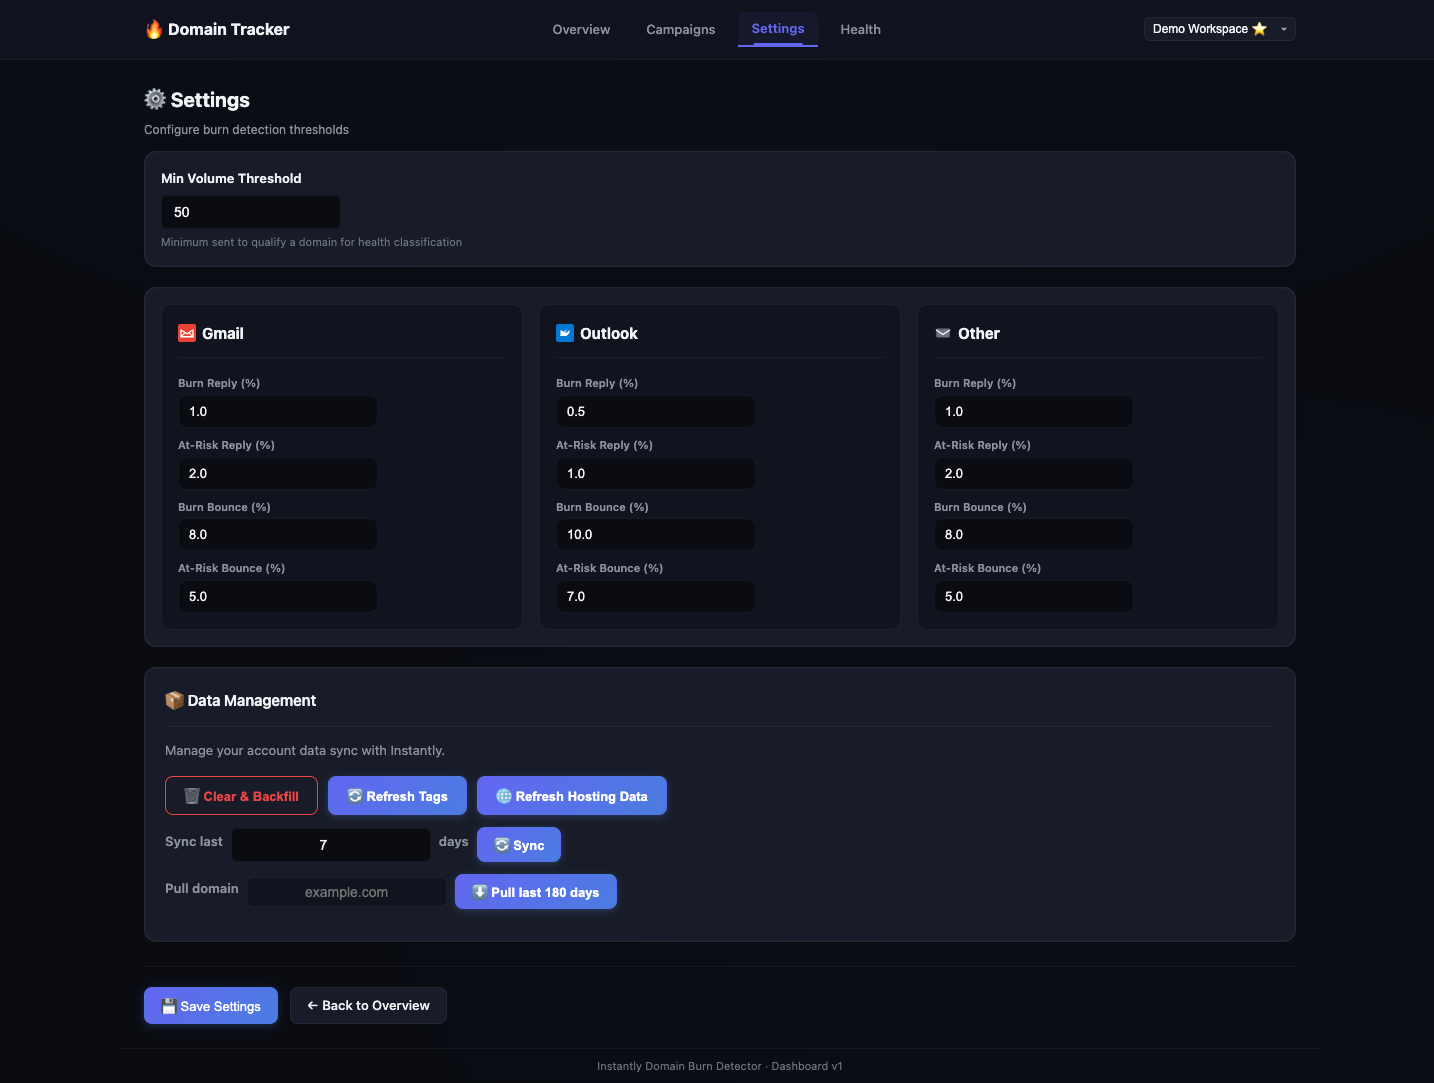 🔥 Domain Tracker
Overview
Campaigns
Settings
Health
Demo Workspace ⭐
⚙️ Settings
Configure burn detection thresholds
Min Volume Threshold
50
Minimum sent to qualify a domain for health classification
Gmail
Burn Reply (%)
1.0
At-Risk Reply (%)
2.0
Burn Bounce (%)
8.0
At-Risk Bounce (%)
5.0
Outlook
Burn Reply (%)
0.5
At-Risk Reply (%)
1.0
Burn Bounce (%)
10.0
At-Risk Bounce (%)
7.0
Other
Burn Reply (%)
1.0
At-Risk Reply (%)
2.0
Burn Bounce (%)
8.0
At-Risk Bounce (%)
5.0
📦 Data Management
Manage your account data sync with Instantly.
🗑️ Clear & Backfill
🔄 Refresh Tags
🌐 Refresh Hosting Data
Sync last 7 days 🔄 Sync
Pull domain example.com ⬇️ Pull last 180 days
💾 Save Settings
← Back to Overview
Instantly Domain Burn Detector · Dashboard v1